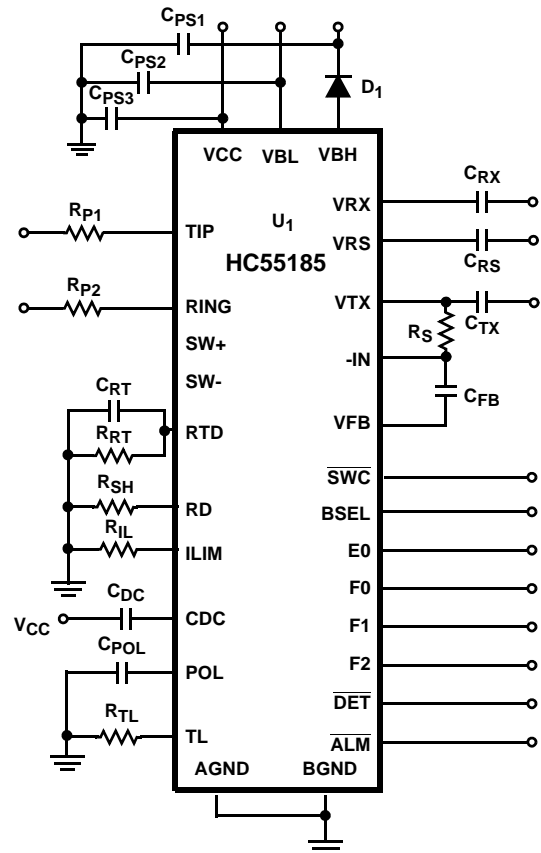 CPS1
CPS2
CPS3
D1
VCC VBL VBH
U1
HC55185
RP1
TIP
RP2
RING
SW+
SW-
CRT
RTD
RRT
RSH
RD
RIL
ILIM
CDC
VCC
CDC
CPOL
POL
RTL
TL
AGND BGND
CRX
VRX
VRS
CRS
VTX
CTX
RS
-IN
CFB
VFB
SWC
BSEL
E0
F0
F1
F2
DET
ALM